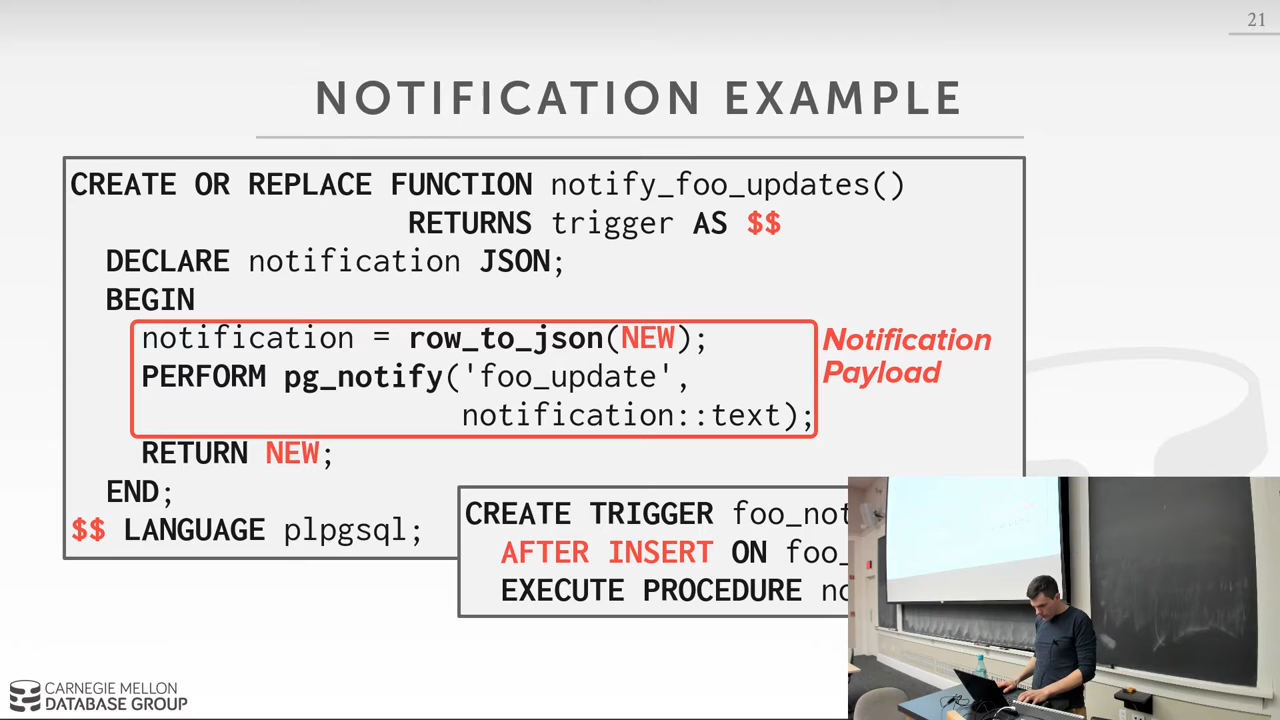 21
NOTIFICATION EXAMPLE
CREATE OR REPLACE FUNCTION notify_foo_updates()
RETURNS trigger AS $$
DECLARE notification JSON;
BEGIN
notification = row_to_json(NEW);
PERFORM pg_notify('foo_update',
notification::text);
RETURN NEW;
END;
$$ LANGUAGE plpgsql;
Notification
Payload
CREATE TRIGGER foo_not
AFTER INSERT ON foo_
EXECUTE PROCEDURE no
CARNEGIE MELLON
DATABASE GROUP